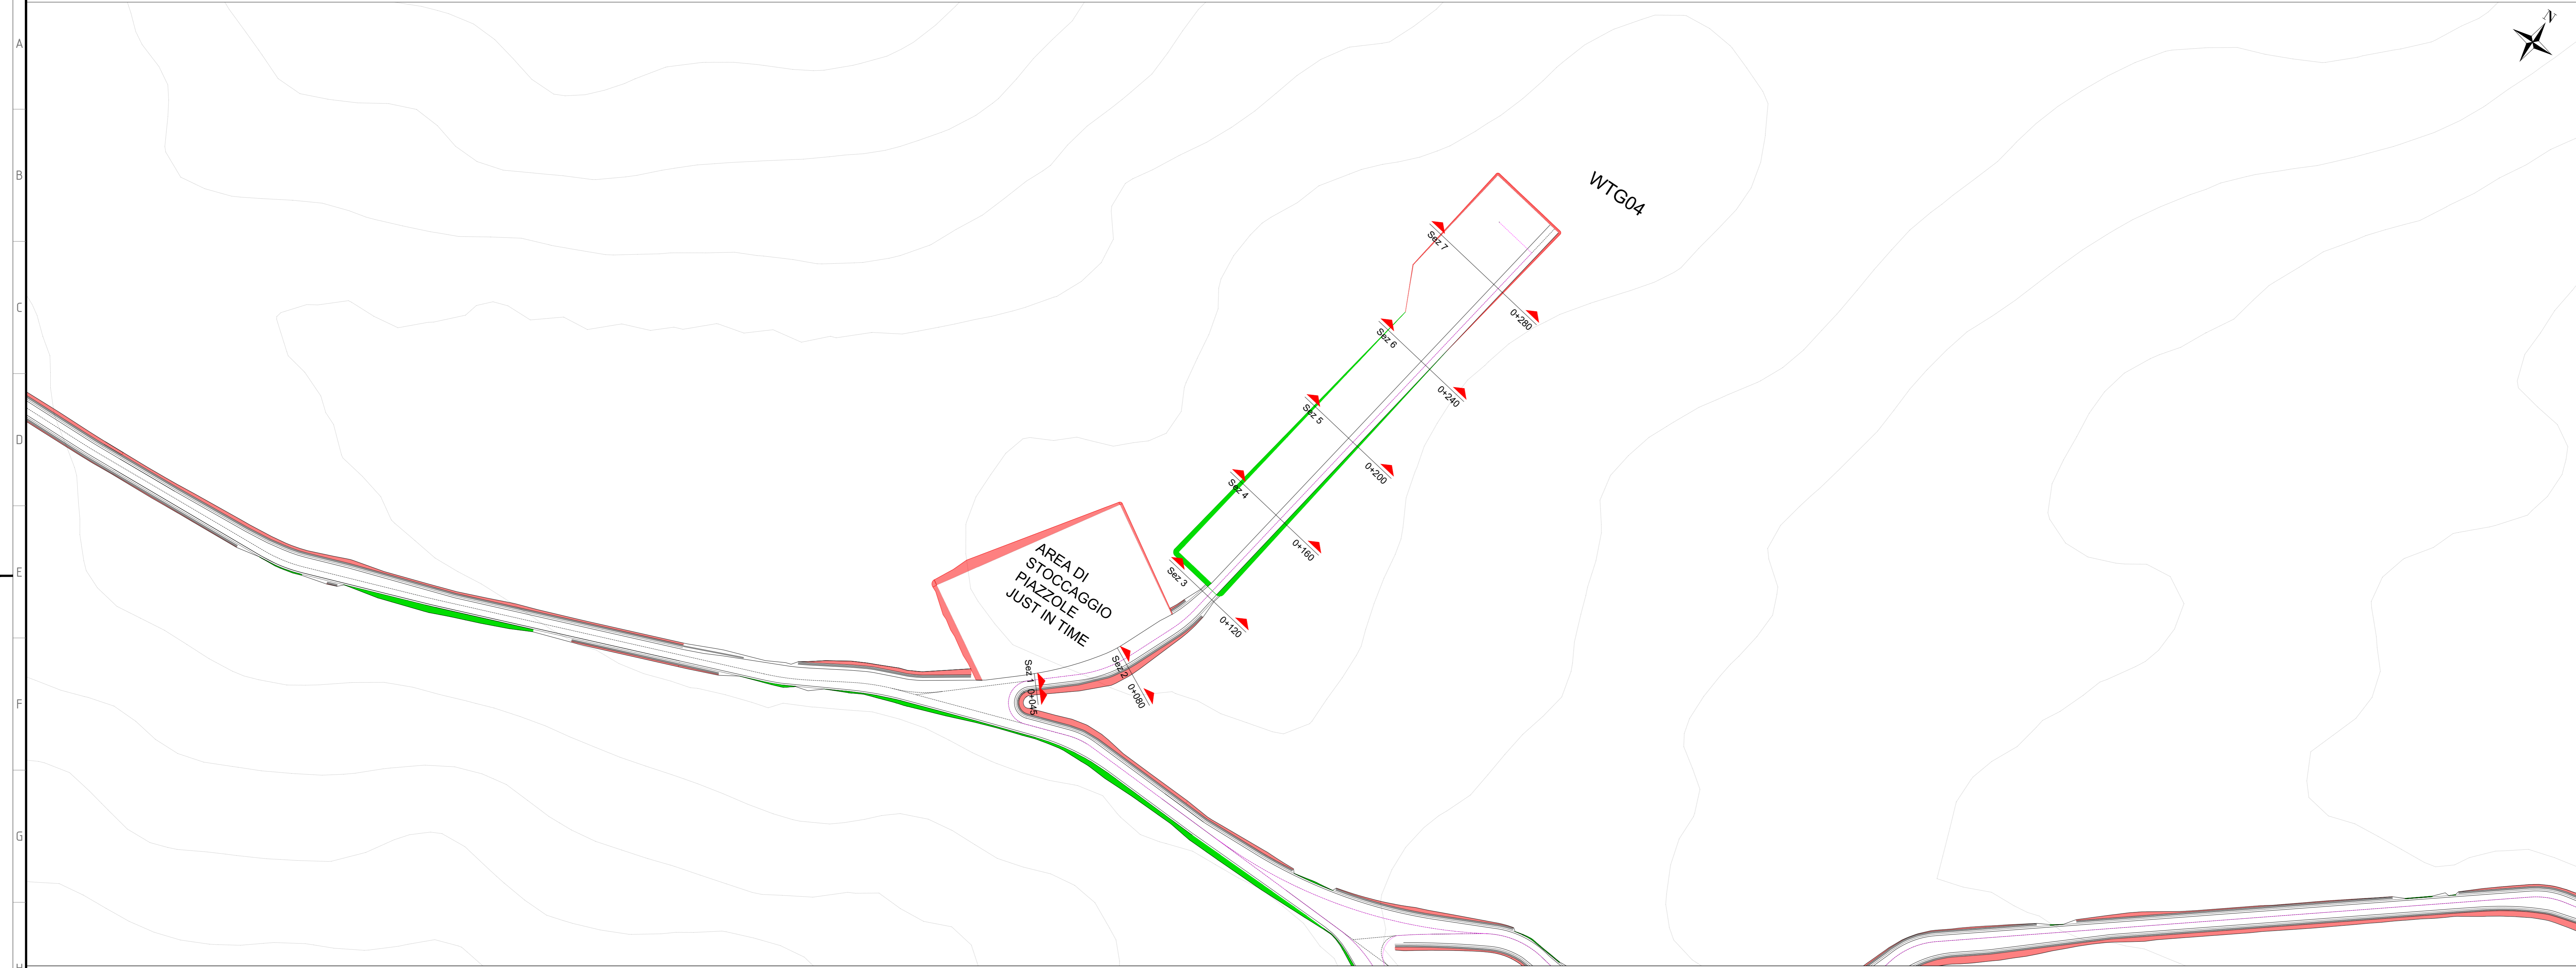 N
A
B
C
D
E
F
G
H
WTG04
Sez 7
0+280
Sez 6
0+240
Sez 5
0+200
Sez 4
0+160
Sez 3
0+120
AREA DI
STOCCAGGIO
PIAZZOLE
JUST IN TIME
Sez 2
0+080
Sez 1
0+045